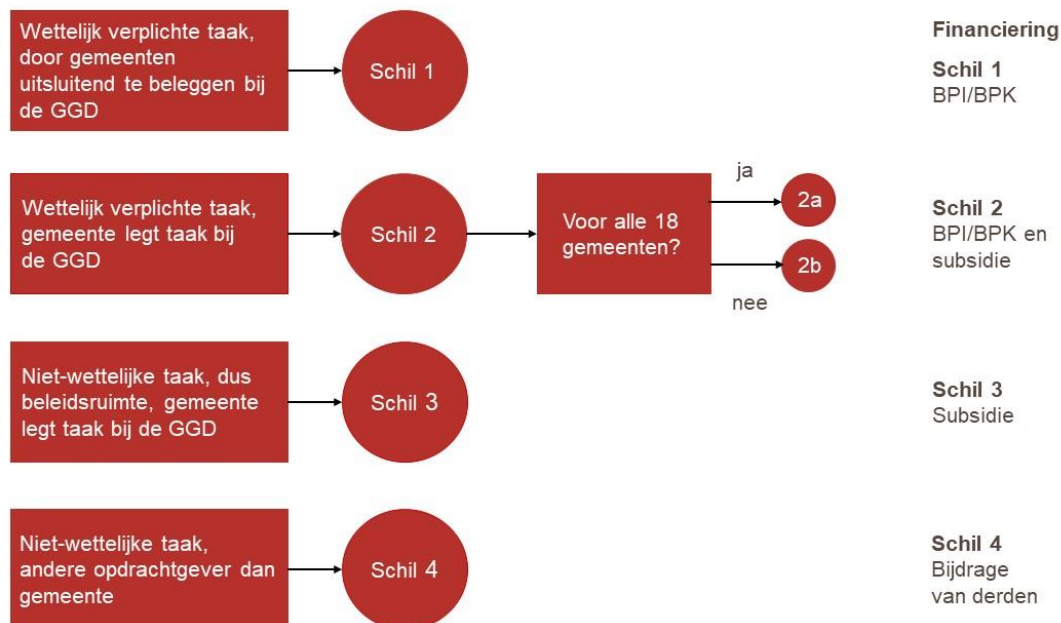 Wettelijk verplichte taak,
door gemeenten
uitsluitend te beleggen bij
de GGD
Schil 1
Financiering
Schil 1
BPI/BPK
Wettelijk verplichte taak,
gemeente legt taak bij
de GGD
Schil 2
Voor alle 18
gemeenten?
ja
2a
2b
nee
Schil 2
BPI/BPK en
subsidie
Niet-wettelijke taak, dus
beleidsruimte, gemeente
legt taak bij de GGD
Schil 3
Schil 3
Subsidie
Niet-wettelijke taak,
andere opdrachtgever dan
gemeente
Schil 4
Schil 4
Bijdrage
van derden